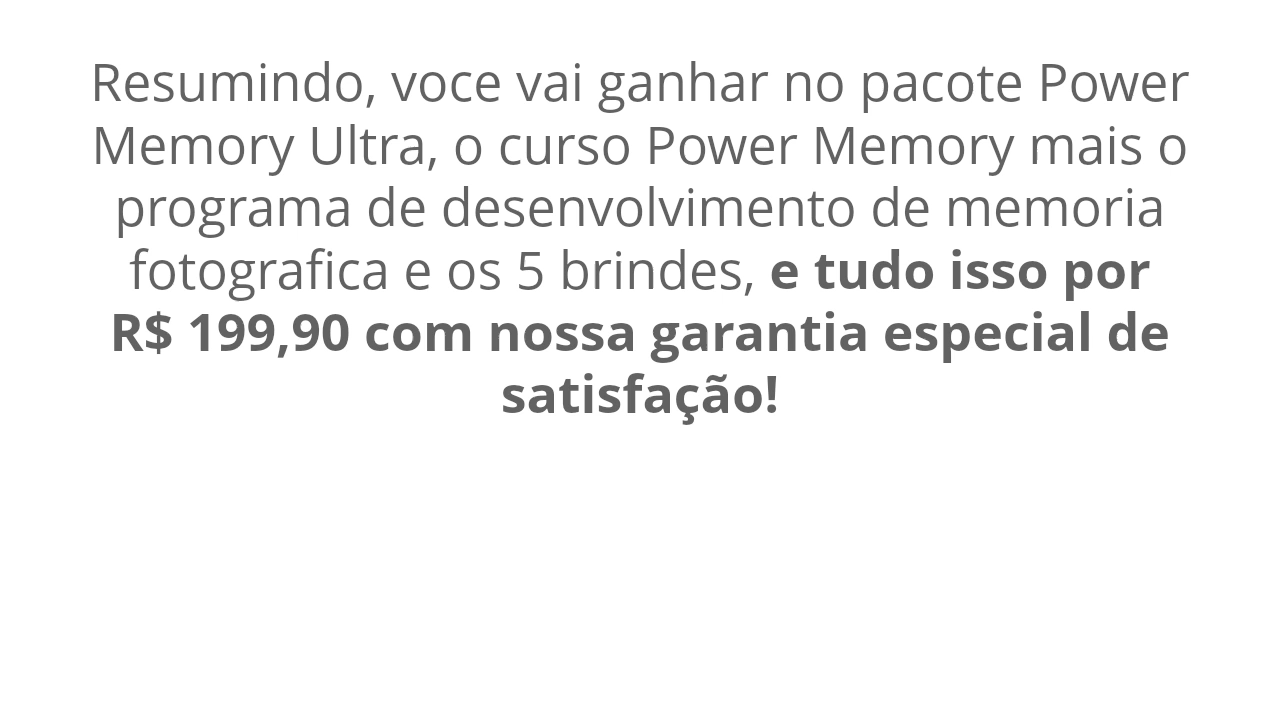 Resumindo, voce vai ganhar no pacote Power
Memory Ultra, o curso Power Memory mais o
programa de desenvolvimento de memoria
fotografica e os 5 brindes, e tudo isso por
R$ 199,90 com nossa garantia especial de
satisfação!